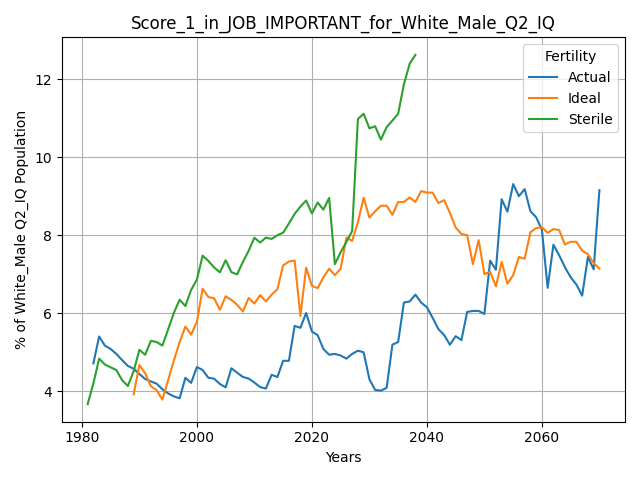 Score_1_in_JOB_IMPORTANT_for_White_Male_Q2_IQ
% of White_Male Q2_IQ Population
12
10
8
6
4
Fertility
Actual
Ideal
Sterile
1980 2000 2020 2040 2060
Years